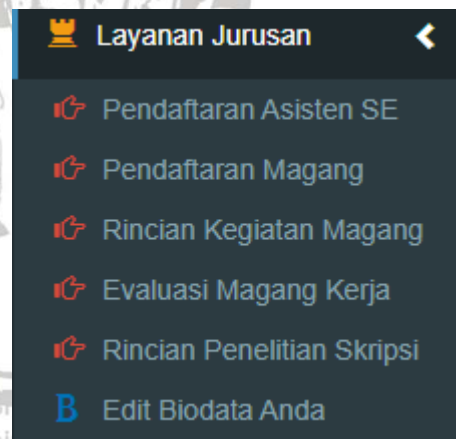 Layanan Jurusan
Pendaftaran Asisten SE
Pendaftaran Magang
Rincian Kegiatan Magang
Evaluasi Magang Kerja
Rincian Penelitian Skripsi
Edit Biodata Anda